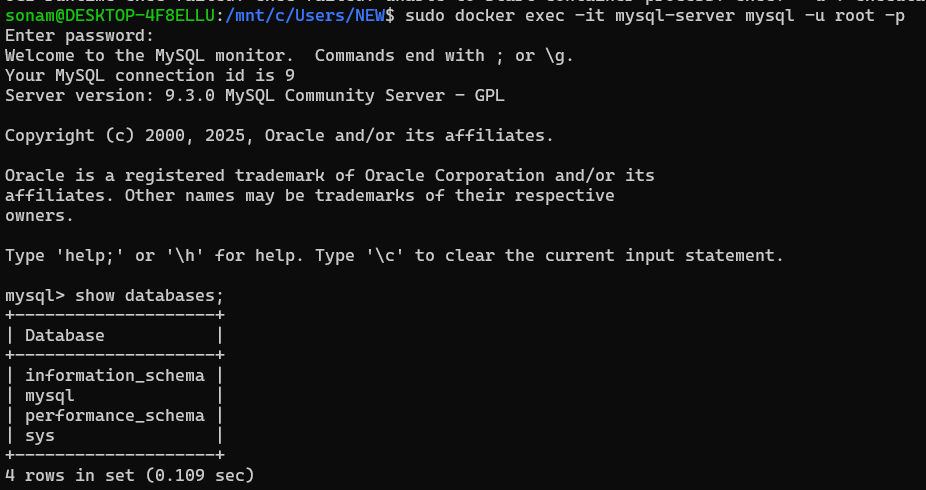 sonam@DESKTOP-4F8ELLU:/mnt/c/Users/NEW$ sudo docker exec -it mysql-server mysql -u root -p
Enter password:
Welcome to the MySQL monitor.  Commands end with ; or \g.
Your MySQL connection id is 9
Server version: 9.3.0 MySQL Community Server - GPL

Copyright (c) 2000, 2025, Oracle and/or its affiliates.

Oracle is a registered trademark of Oracle Corporation and/or its
affiliates. Other names may be trademarks of their respective
owners.

Type 'help;' or '\h' for help. Type '\c' to clear the current input statement.

mysql> show databases;
+--------------------+
| Database           |
+--------------------+
| information_schema |
| mysql              |
| performance_schema |
| sys                |
+--------------------+
4 rows in set (0.109 sec)